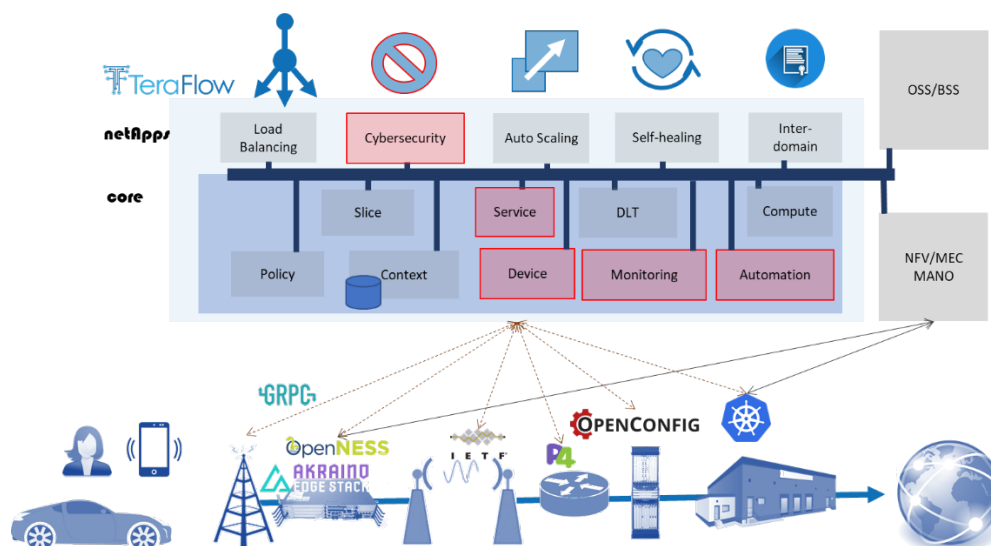 TeraFlow
OSS/BSS
netApps
Load
Balancing
Cybersecurity
Auto Scaling
Self-healing
Inter-
domain
core
Slice
Service
DLT
Compute
Policy
Context
Device
Monitoring
Automation
NFV/MEC
MANO
GRPC
OpenNESS
AKRAINO
EDGE STACK
IETF®
P4
OPENCONFIG